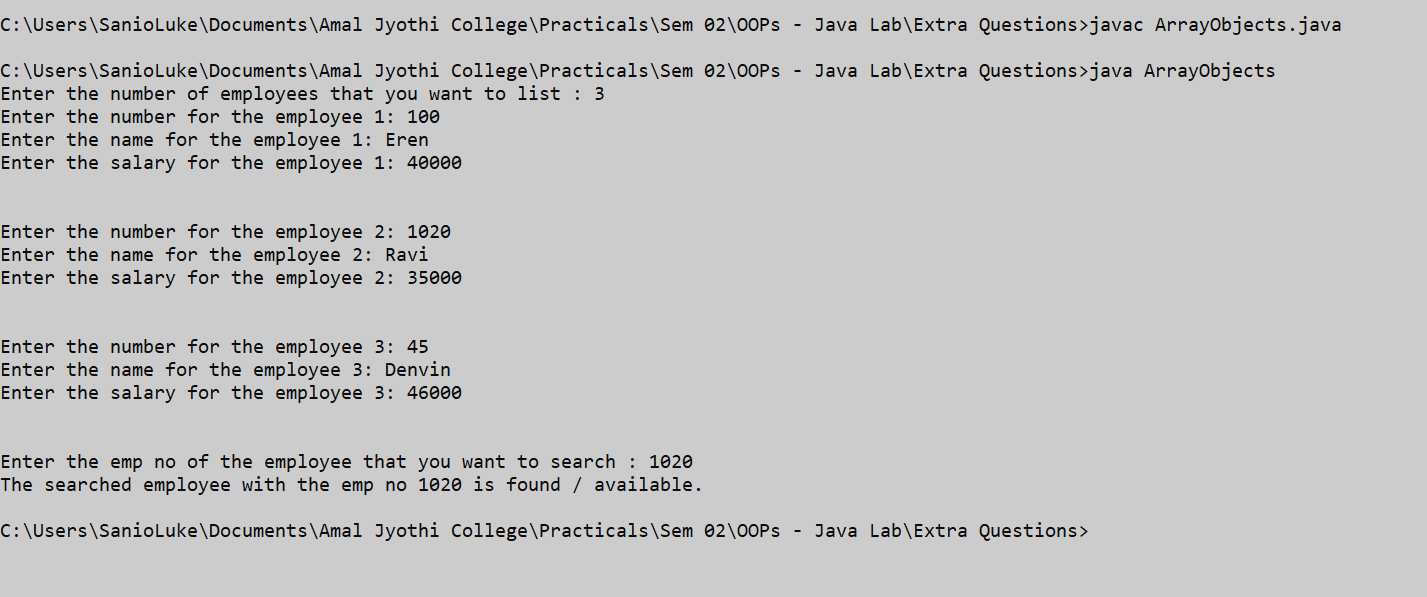 C:\Users\SanioLuke\Documents\Amal Jyothi College\Practicals\Sem 02\OOPs - Java Lab\Extra Questions>javac ArrayObjects.java
C:\Users\SanioLuke\Documents\Amal Jyothi College\Practicals\Sem 02\OOPs - Java Lab\Extra Questions>java ArrayObjects
Enter the number of employees that you want to list : 3
Enter the number for the employee 1: 100
Enter the name for the employee 1: Eren
Enter the salary for the employee 1: 40000
Enter the number for the employee 2: 1020
Enter the name for the employee 2: Ravi
Enter the salary for the employee 2: 35000
Enter the number for the employee 3: 45
Enter the name for the employee 3: Denvin
Enter the salary for the employee 3: 46000
Enter the emp no of the employee that you want to search : 1020
The searched employee with the emp no 1020 is found / available.
C:\Users\SanioLuke\Documents\Amal Jyothi College\Practicals\Sem 02\OOPs - Java Lab\Extra Questions>